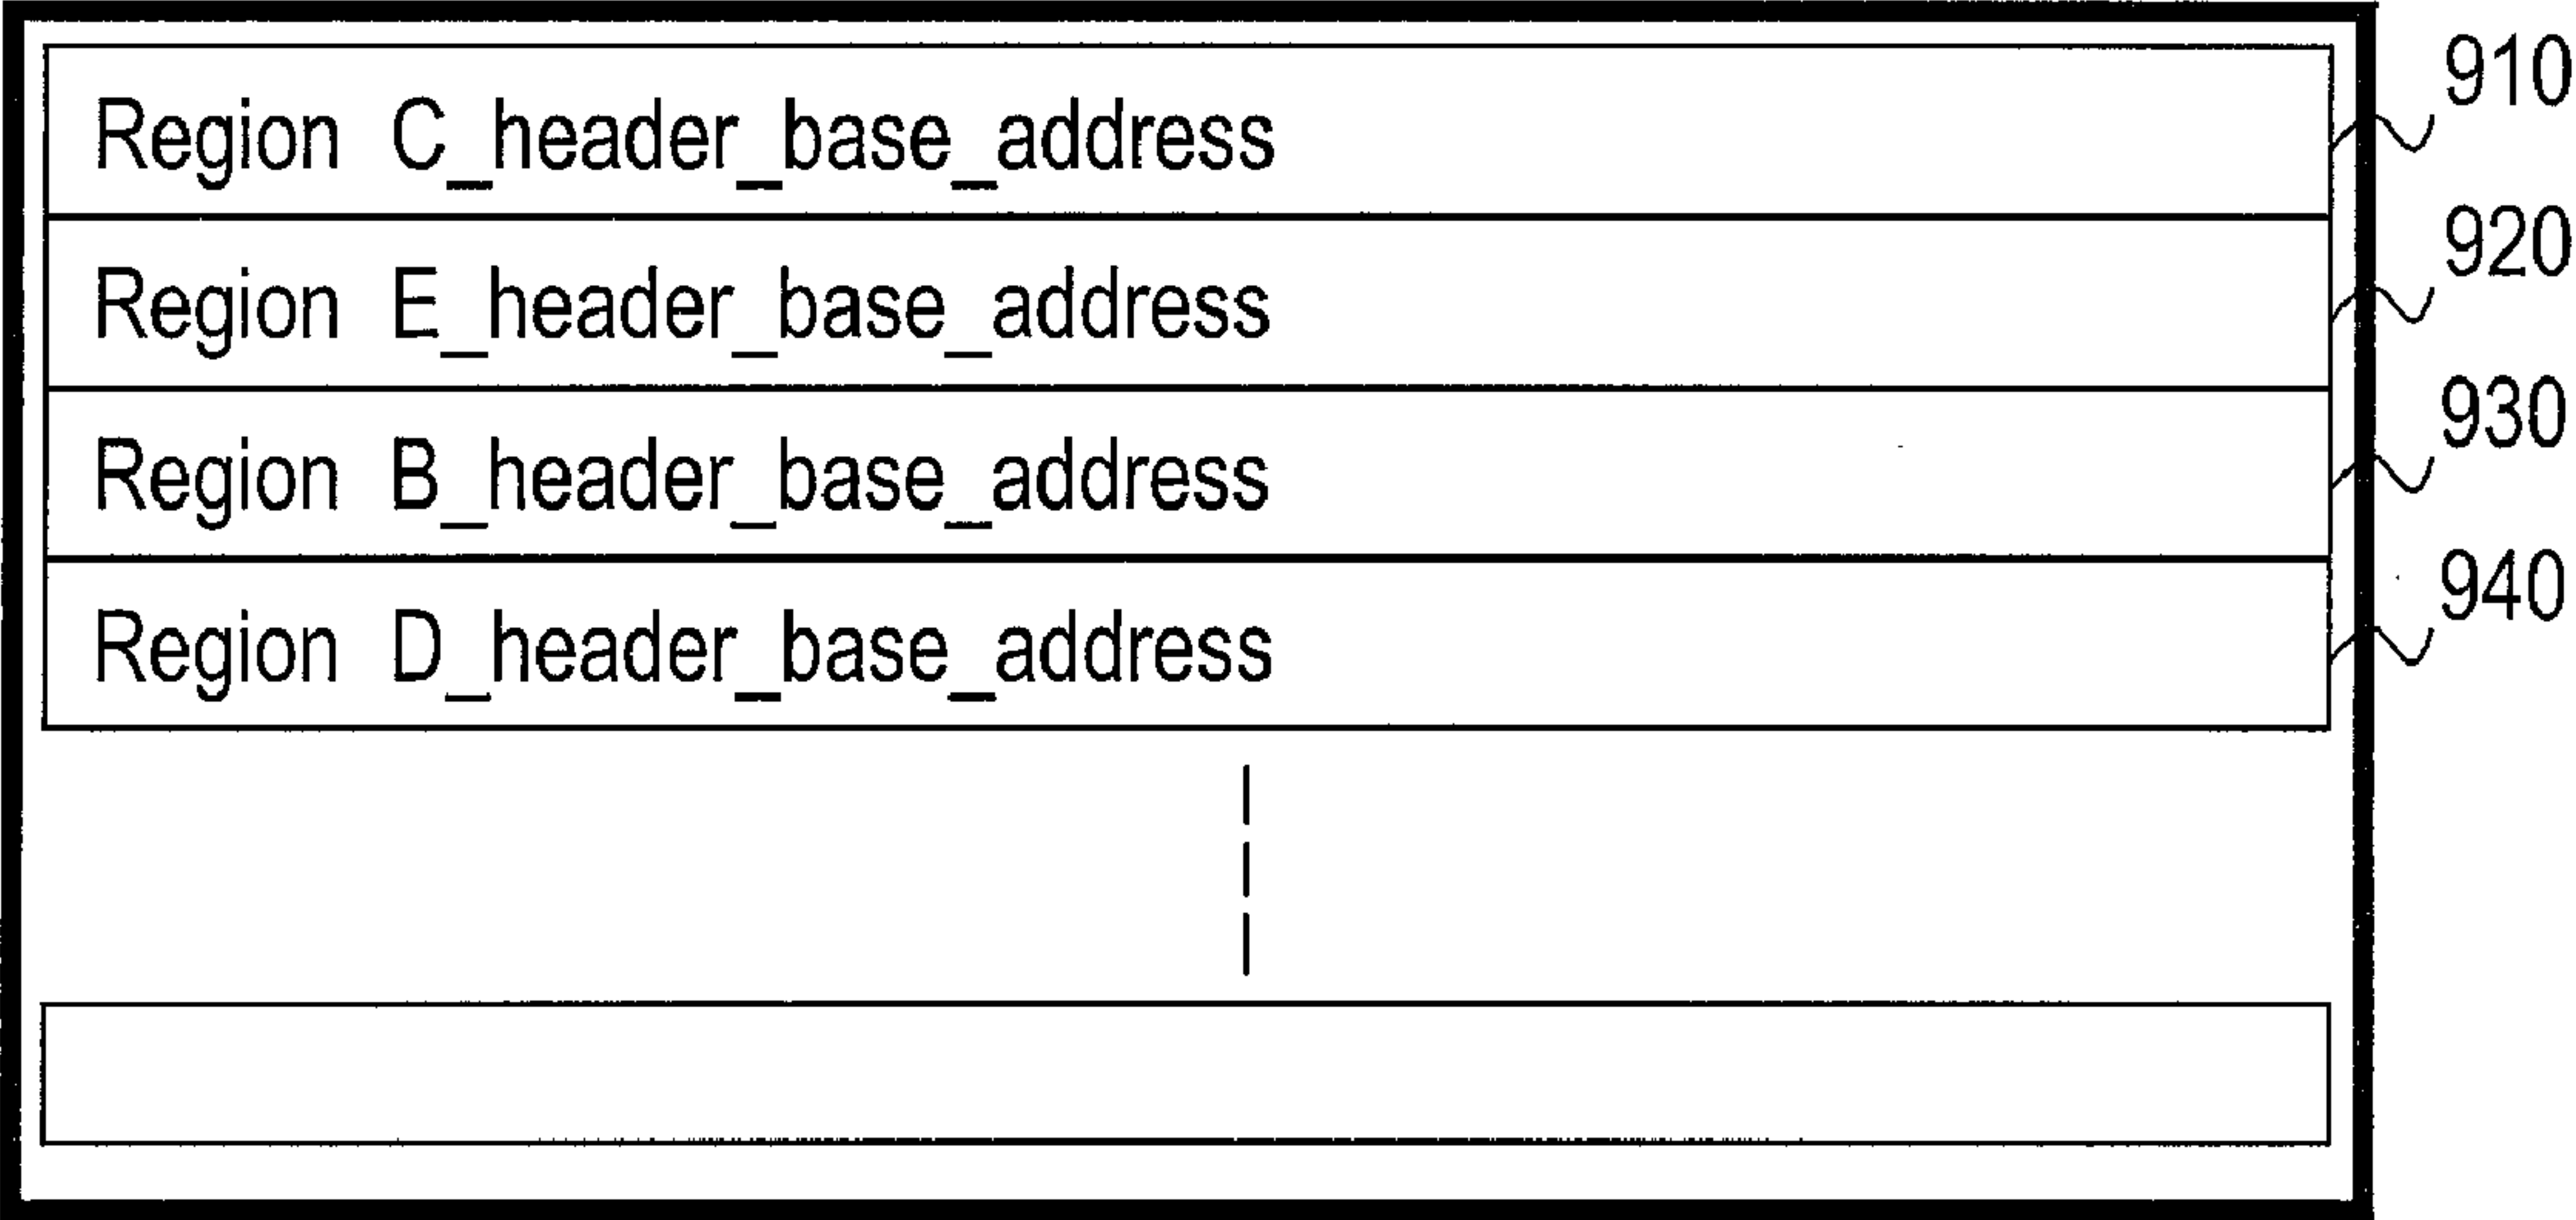 Region C_header_base_address 910
Region E_header_base_address 920
Region B_header_base_address 930
Region D_header_base_address 940